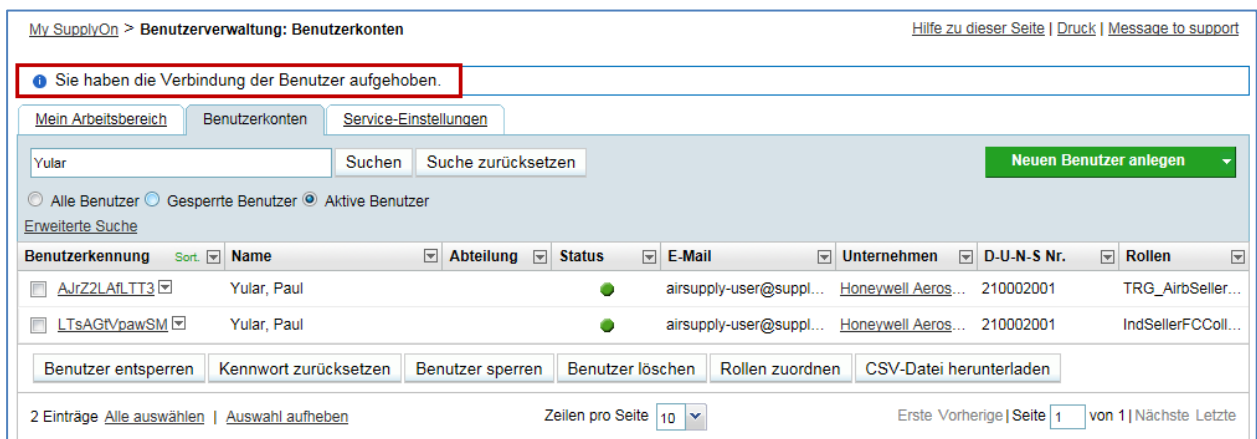 My SupplyOn > Benutzerverwaltung: Benutzerkonten Hilfe zu dieser Seite | Druck | Message to support
Sie haben die Verbindung der Benutzer aufgehoben.
Mein Arbeitsbereich Benutzerkonten Service-Einstellungen
Yular Suchen Suche zurücksetzen Neuen Benutzer anlegen
Alle Benutzer Gesperrte Benutzer Aktive Benutzer
Erweiterte Suche
Benutzerkennung Sort. Name Abteilung Status E-Mail Unternehmen D-U-N-S Nr. Rollen
AJrZ2LAfLTT3 Yular, Paul airsupply-user@suppl... Honeywell Aeros... 210002001 TRG_AirbSeller...
LTsAGtVpawSM Yular, Paul airsupply-user@suppl... Honeywell Aeros... 210002001 IndSellerFCColl...
Benutzer entsperren Kennwort zurücksetzen Benutzer sperren Benutzer löschen Rollen zuordnen CSV-Datei herunterladen
2 Einträge Alle auswählen | Auswahl aufheben Zeilen pro Seite 10 Erste Vorherige | Seite 1 von 1 | Nächste Letzte